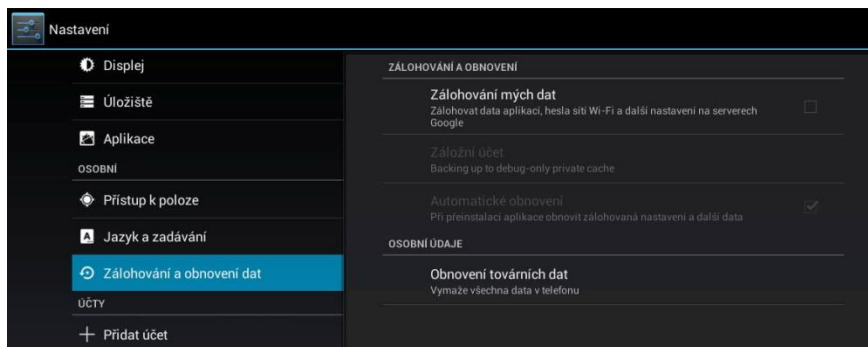 Nastavení
Displej
Úložiště
Aplikace
OSOBNÍ
Přístup k poloze
Jazyk a zadávání
Zálohování a obnovení dat
ÚČTY
Přidat účet
ZÁLOHOVÁNÍ A OBNOVENÍ
Zálohování mých dat
Zálohovat data aplikací, hesla sítí Wi-Fi a další nastavení na serverech
Google
Záložní účet
Backing up to debug-only private cache
Automatické obnovení
Při přeinstalaci aplikace obnovit zálohovaná nastavení a další data
OSOBNÍ ÚDAJE
Obnovení továrních dat
Vymaže všechna data v telefonu